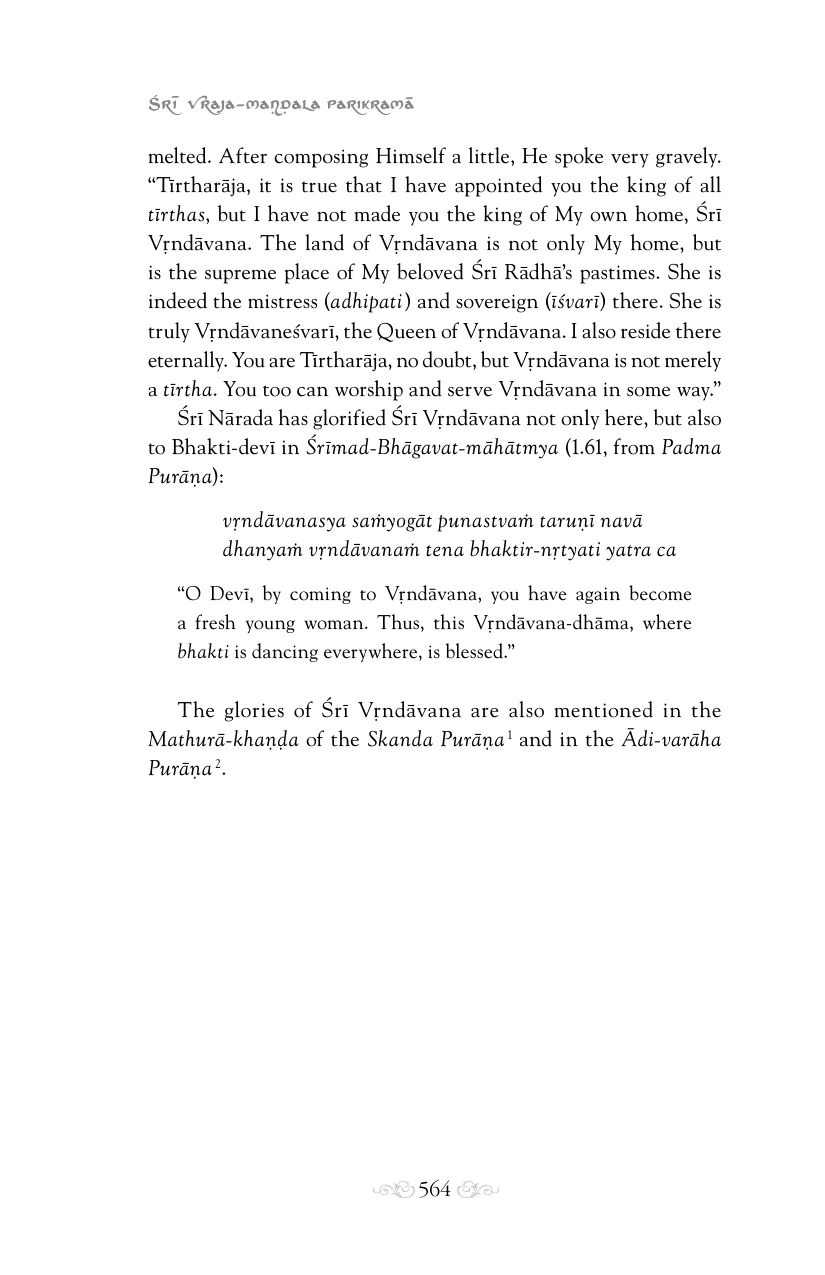 Śrī Vraja-maṇḍala Parikramā
melted. After composing Himself a little, He spoke very gravely.
“Tīrtharāja, it is true that I have appointed you the king of all
tīrthas, but I have not made you the king of My own home, Śrī
Vṛndāvana. The land of Vṛndāvana is not only My home, but
is the supreme place of My beloved Śrī Rādhā’s pastimes. She is
indeed the mistress (adhipati) and sovereign (īśvarī) there. She is
truly Vṛndāvaneśvarī, the Queen of Vṛndāvana. I also reside there
eternally. You are Tīrtharāja, no doubt, but Vṛndāvana is not merely
a tīrtha. You too can worship and serve Vṛndāvana in some way.”
Śrī Nārada has glorified Śrī Vṛndāvana not only here, but also
to Bhakti-devī in Śrīmad-Bhāgavat-māhātmya (1.61, from Padma
Purāṇa):
vṛndāvanasya saṁyogāt punastvaṁ taruṇī navā
dhanyaṁ vṛndāvanaṁ tena bhaktir-nṛtyati yatra ca
“O Devī, by coming to Vṛndāvana, you have again become
a fresh young woman. Thus, this Vṛndāvana-dhāma, where
bhakti is dancing everywhere, is blessed.”
The glories of Śrī Vṛndāvana are also mentioned in the
Mathurā-khaṇḍa of the Skanda Purāṇa¹ and in the Ādi-varāha
Purāṇa².
564